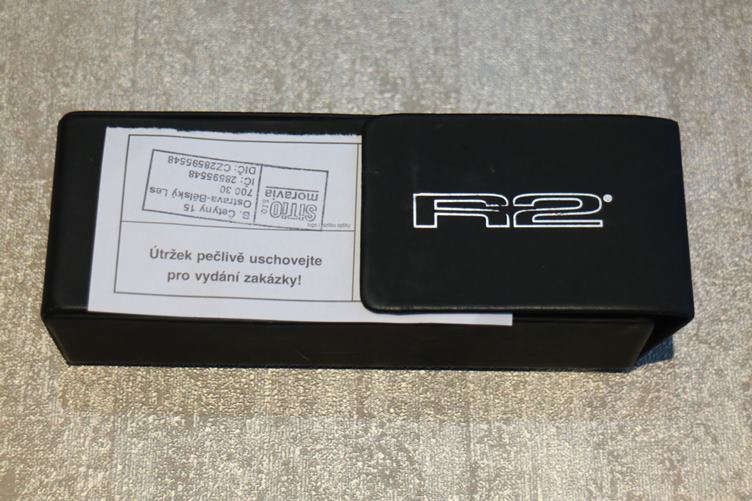 SITIO
moravia
s.r.o.
B. Četyny 15
Ostrava-Bělský Les
700 30
IČ: 28595548
DIČ: CZ28595548
Útržek pečlivě uschovejte
pro vydání zakázky!
R2®